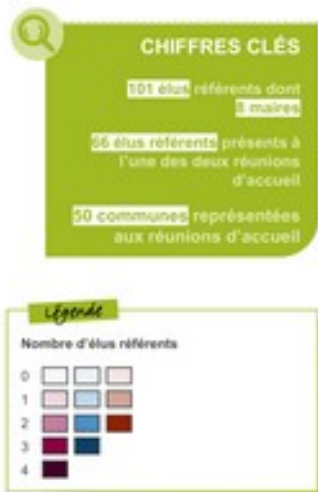 CHIFFRES CLÉS
101 élus référents dont
8 maires
66 élus référents présents à
l'une des deux réunions
d'accueil
50 communes représentées
aux réunions d'accueil
Légende
Nombre d'élus référents
0
1
2
3
4